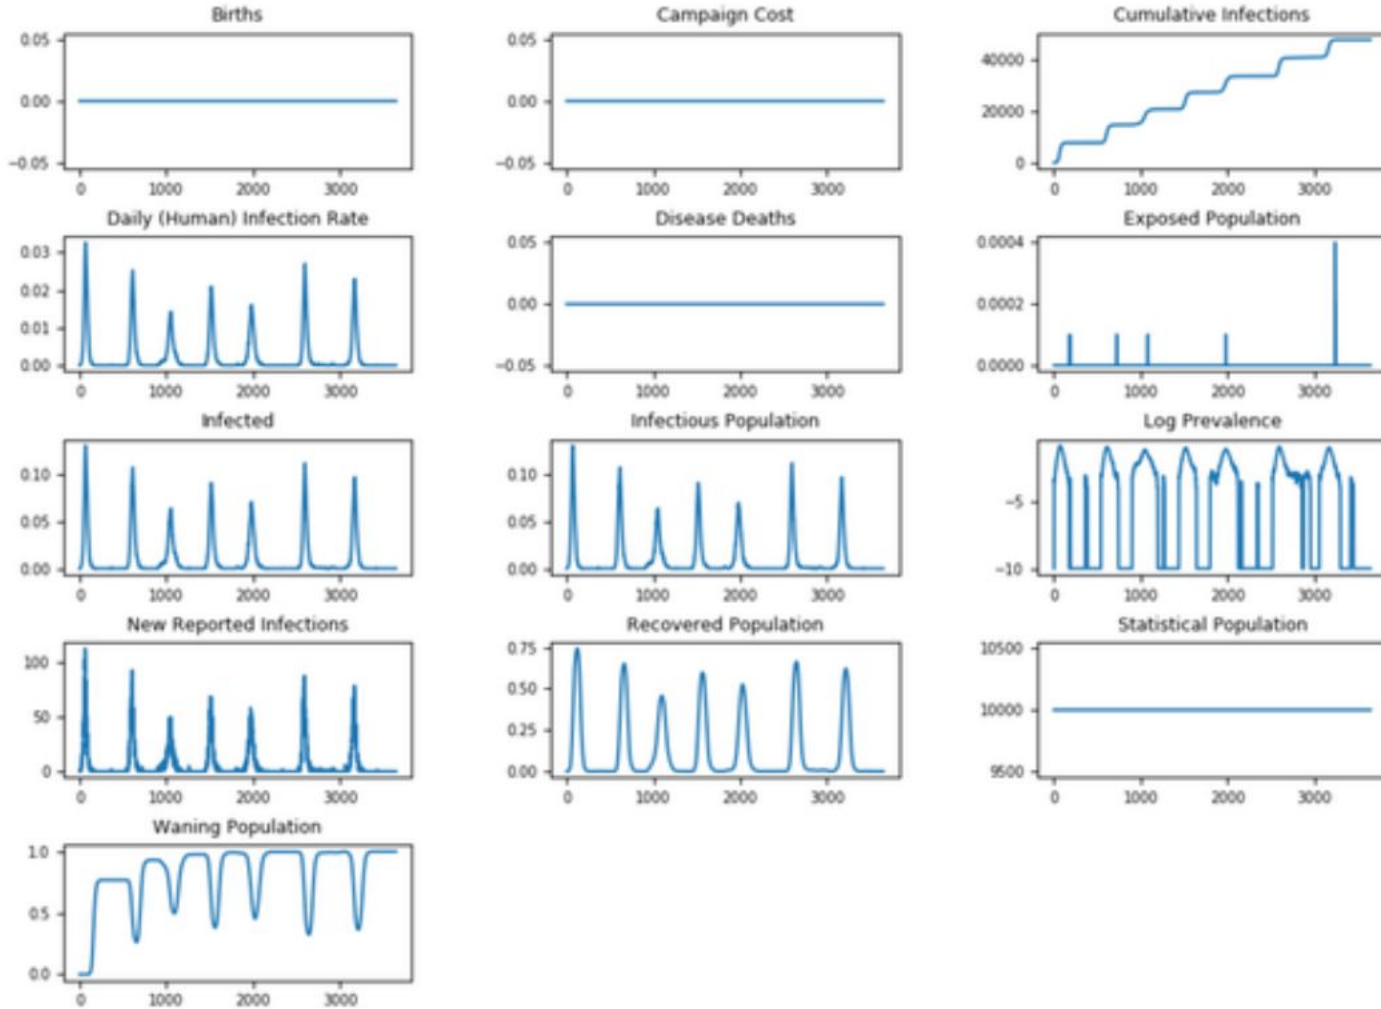 Births
Campaign Cost
Cumulative Infections
0.05
0.00
−0.05
0 1000 2000 3000
0.05
0.00
−0.05
0 1000 2000 3000
40000
20000
0
0 1000 2000 3000
Daily (Human) Infection Rate
Disease Deaths
Exposed Population
0.03
0.02
0.01
0.00
0 1000 2000 3000
0.05
0.00
−0.05
0 1000 2000 3000
0.0004
0.0002
0.0000
0 1000 2000 3000
Infected
Infectious Population
Log Prevalence
0.10
0.05
0.00
0 1000 2000 3000
0.10
0.05
0.00
0 1000 2000 3000
−5
−10
0 1000 2000 3000
New Reported Infections
Recovered Population
Statistical Population
100
50
0
0 1000 2000 3000
0.75
0.50
0.25
0.00
0 1000 2000 3000
10500
10000
9500
0 1000 2000 3000
Waning Population
1.0
0.5
0.0
0 1000 2000 3000